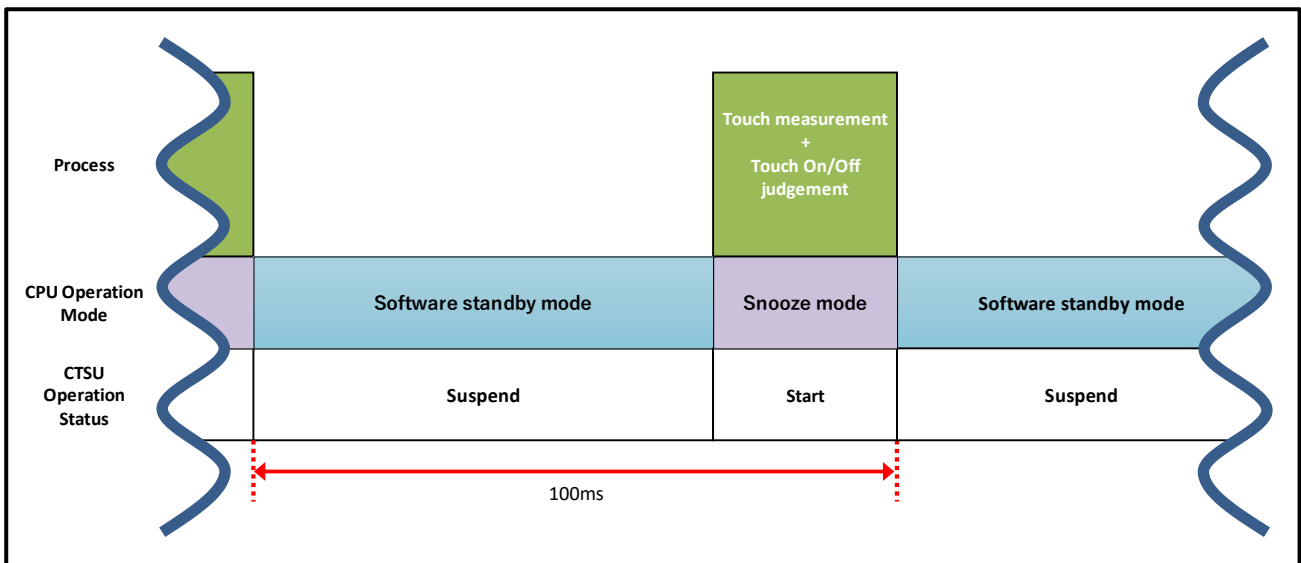 Process
Touch measurement
+
Touch On/Off
judgement
CPU Operation
Mode
Software standby mode
Snooze mode
Software standby mode
CTSU
Operation
Status
Suspend
Start
Suspend
100ms